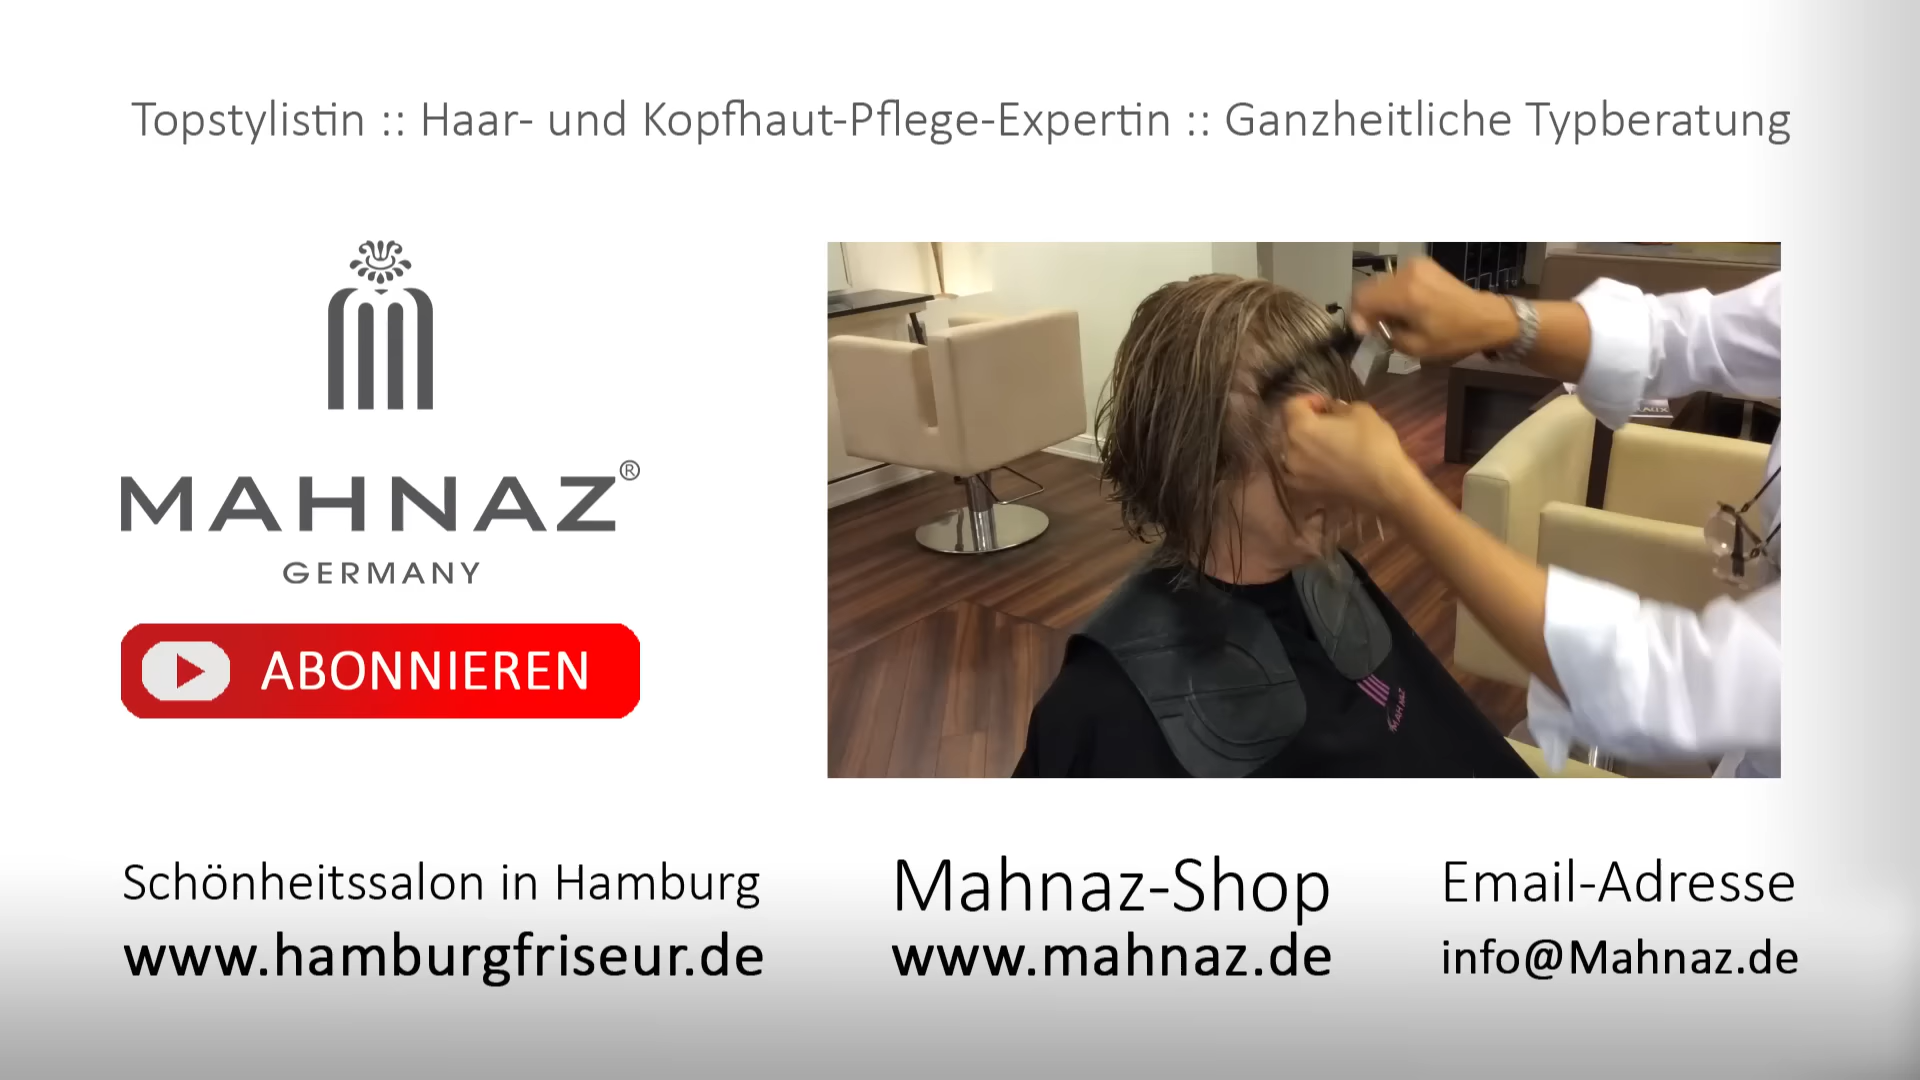 Topstylistin :: Haar- und Kopfhaut-Pflege-Expertin :: Ganzheitliche Typberatung
MAHNAZ®
GERMANY
ABONNIEREN
MAHNAZ
Schönheitssalon in Hamburg
www.hamburgfriseur.de
Mahnaz-Shop
www.mahnaz.de
Email-Adresse
info@Mahnaz.de